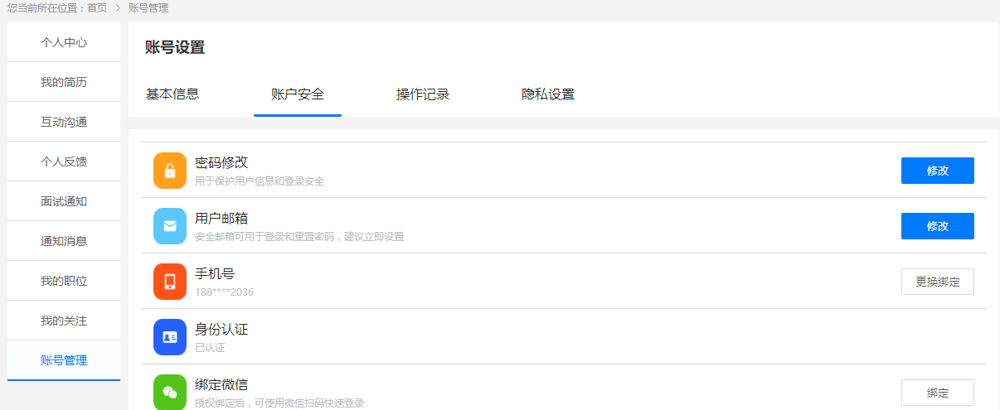 您当前所在位置：首页 > 账号管理
个人中心
我的简历
互动沟通
个人反馈
面试通知
通知消息
我的职位
我的关注
账号管理
账号设置
基本信息 账户安全 操作记录 隐私设置
密码修改
用于保护用户信息和登录安全
修改
用户邮箱
安全邮箱可用于登录和重置密码，建议立即设置
修改
手机号
188****2036
更换绑定
身份认证
已认证
绑定微信
授权绑定后，可使用微信扫码快速登录
绑定